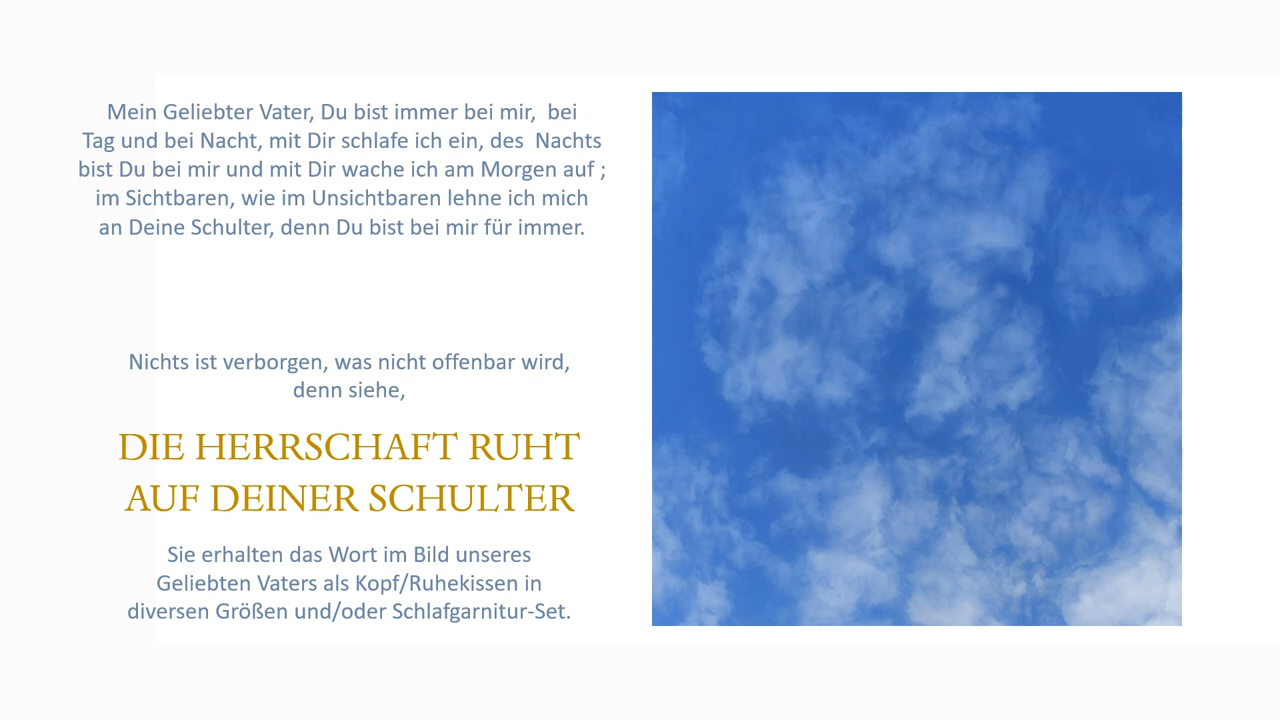 Mein Geliebter Vater, Du bist immer bei mir,  bei
Tag und bei Nacht, mit Dir schlafe ich ein, des  Nachts
bist Du bei mir und mit Dir wache ich am Morgen auf ;
im Sichtbaren, wie im Unsichtbaren lehne ich mich
an Deine Schulter, denn Du bist bei mir für immer.
Nichts ist verborgen, was nicht offenbar wird,
denn siehe,
DIE HERRSCHAFT RUHT
AUF DEINER SCHULTER
Sie erhalten das Wort im Bild unseres
Geliebten Vaters als Kopf/Ruhekissen in
diversen Größen und/oder Schlafgarnitur-Set.